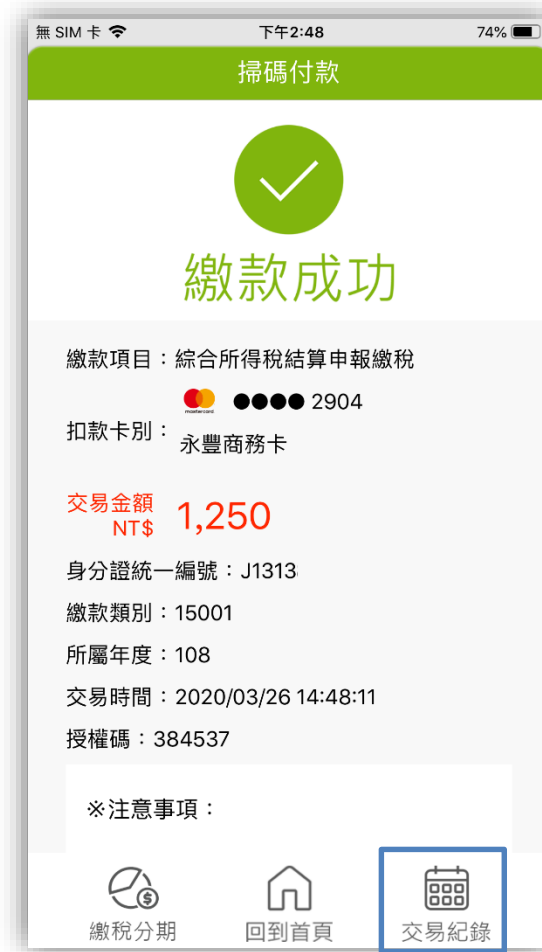 無 SIM 卡 下午2:48 74%
掃碼付款
繳款成功
繳款項目：綜合所得稅結算申報繳稅
mastercard ●●●● 2904
扣款卡別：永豐商務卡
交易金額
NT$ 1,250
身分證統一編號：J1313
繳款類別：15001
所屬年度：108
交易時間：2020/03/26 14:48:11
授權碼：384537
※注意事項：
繳稅分期 回到首頁 交易紀錄